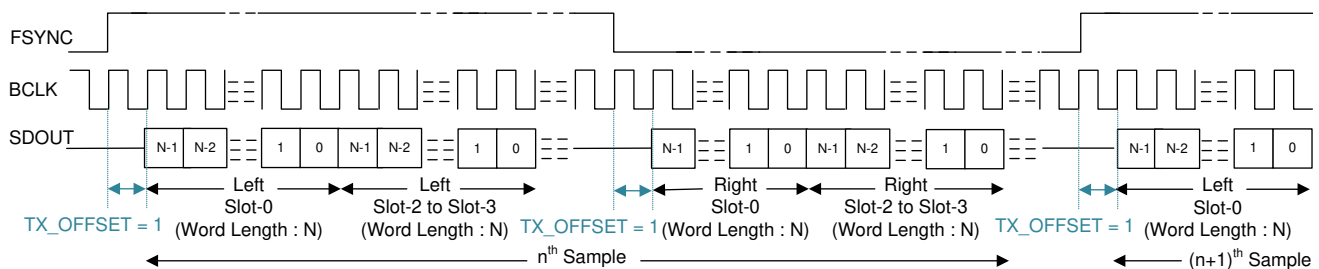 FSYNC
BCLK
SDOUT
N-1 N-2 1 0 N-1 N-2 1 0 N-1 1 0 N-1 N-2 1 0 N-1 N-2 1 0
Left Left Right Right Left
Slot-0 Slot-2 to Slot-3 Slot-0 Slot-2 to Slot-3 Slot-0
TX_OFFSET = 1 (Word Length : N) (Word Length : N) TX_OFFSET = 1 (Word Length : N) (Word Length : N) TX_OFFSET = 1 (Word Length : N)
nth Sample (n+1)th Sample